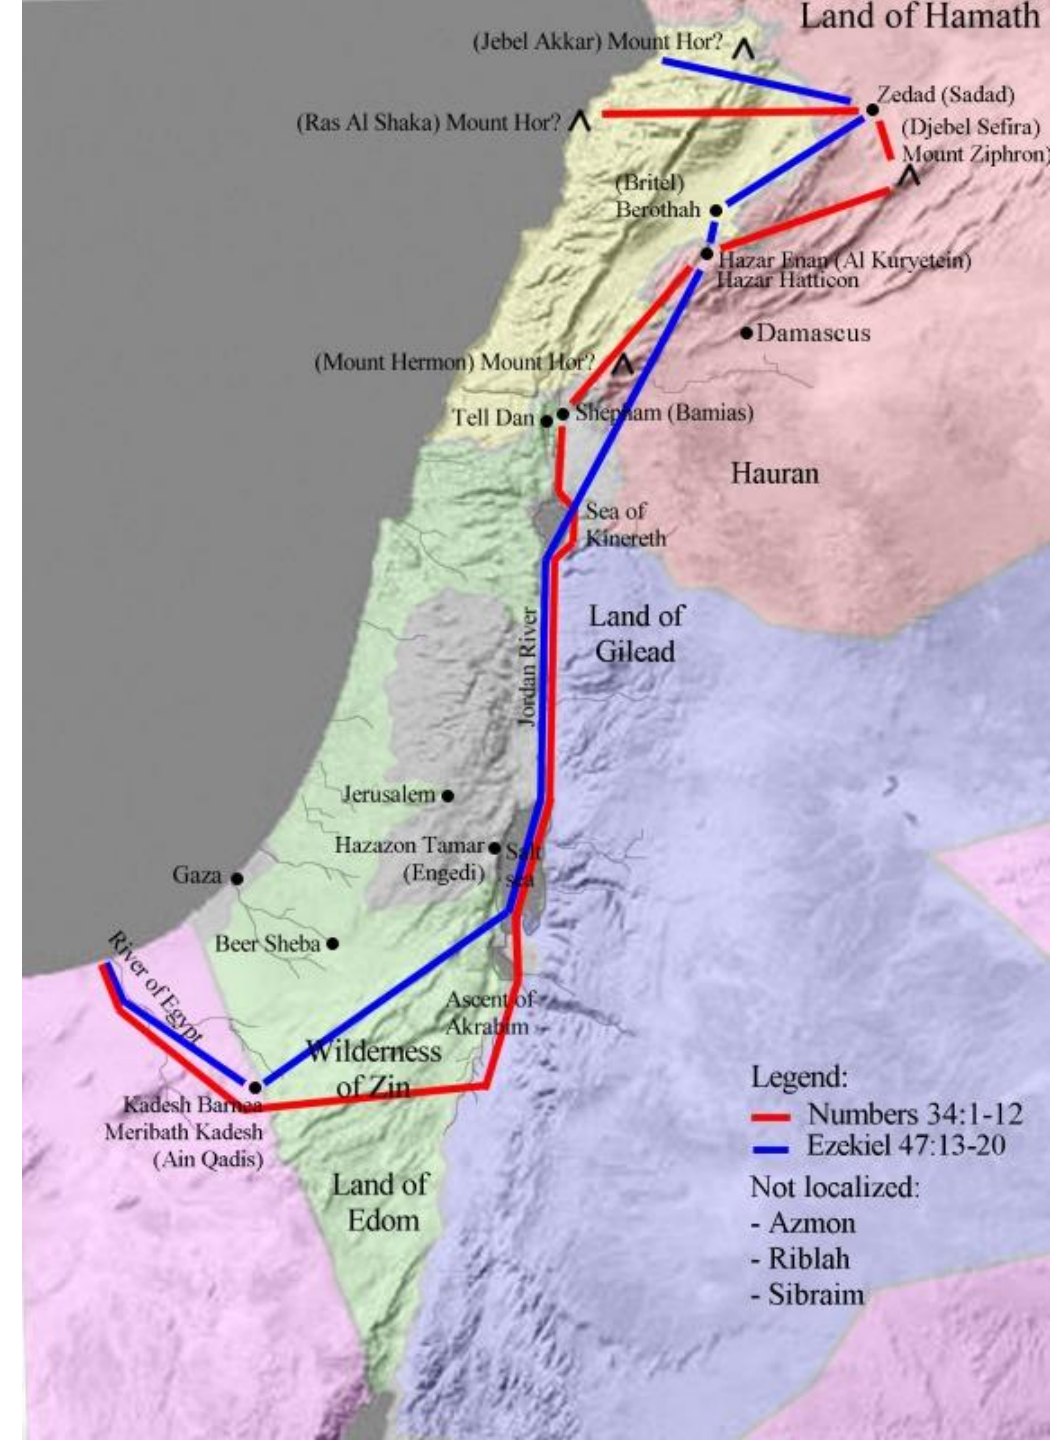 Land of Hamath
(Jebel Akkar) Mount Hor?
Zedad (Sadad)
(Ras Al Shaka) Mount Hor?
(Djebel Sefira)
Mount Ziphron)
(Britel)
Berothah
Hazar Enan (Al Kuryetein)
Hazar Hatticon
Damascus
(Mount Hermon) Mount Hor?
Tell Dan
Shepham (Bamias)
Hauran
Sea of
Kinereth
Land of
Gilead
Jordan River
Jerusalem
Hazazon Tamar
(Engedi)
Salt
sea
Gaza
Beer Sheba
River of Egypt
Ascent of
Akrabim
Wilderness
of Zin
Kadesh Barnea
Meribath Kadesh
(Ain Qadis)
Land of
Edom
Legend:
Numbers 34:1-12
Ezekiel 47:13-20
Not localized:
- Azmon
- Riblah
- Sibraim